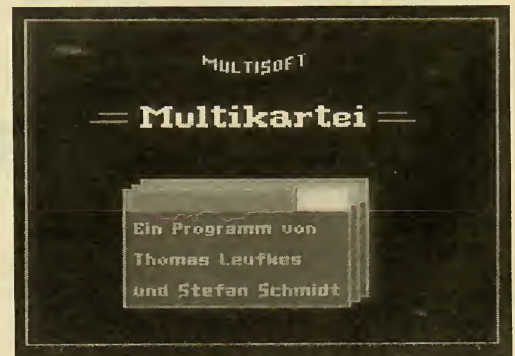 MULTISOFT
Multikartei
Ein Programm von
Thomas Leufkes
und Stefan Schmidt